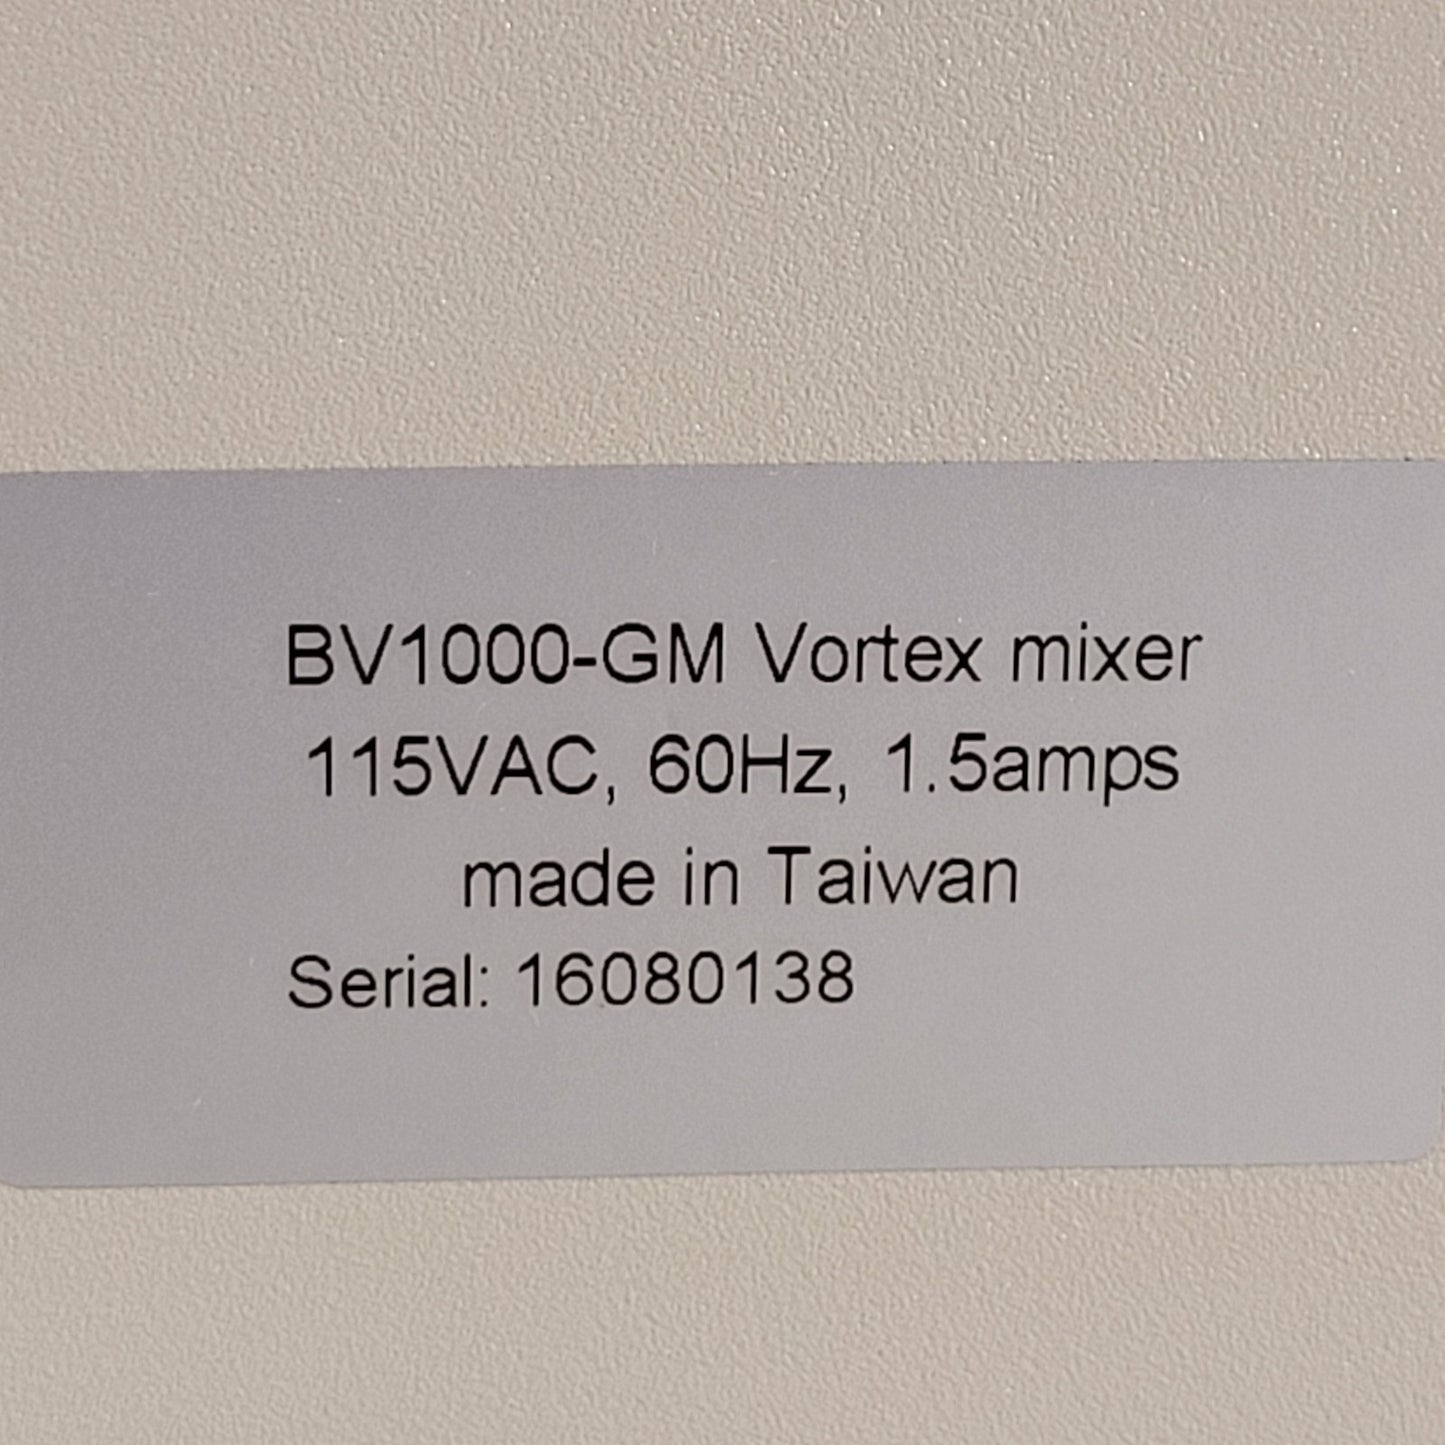 BV1000-GM Vortex mixer
115VAC, 60Hz, 1.5amps
made in Taiwan
Serial: 16080138